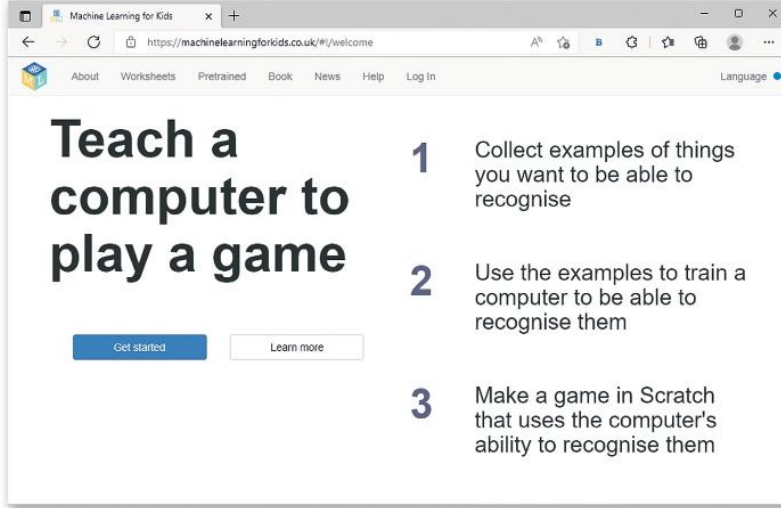 Machine Learning for Kids
https://machinelearningforkids.co.uk/#!/welcome
About Worksheets Pretrained Book News Help Log In Language
Teach a
computer to
play a game
Get started Learn more
1 Collect examples of things
you want to be able to
recognise
2 Use the examples to train a
computer to be able to
recognise them
3 Make a game in Scratch
that uses the computer's
ability to recognise them